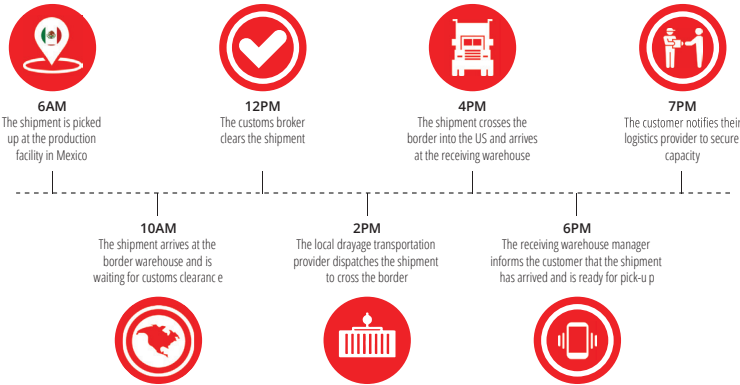 6AM
The shipment is picked
up at the production
facility in Mexico
12PM
The customs broker
clears the shipment
4PM
The shipment crosses the
border into the US and arrives
at the receiving warehouse
7PM
The customer notifies their
logistics provider to secure
capacity
10AM
The shipment arrives at the
border warehouse and is
waiting for customs clearanc e
2PM
The local drayage transportation
provider dispatches the shipment
to cross the border
6PM
The receiving warehouse manager
informs the customer that the shipment
has arrived and is ready for pick-u p